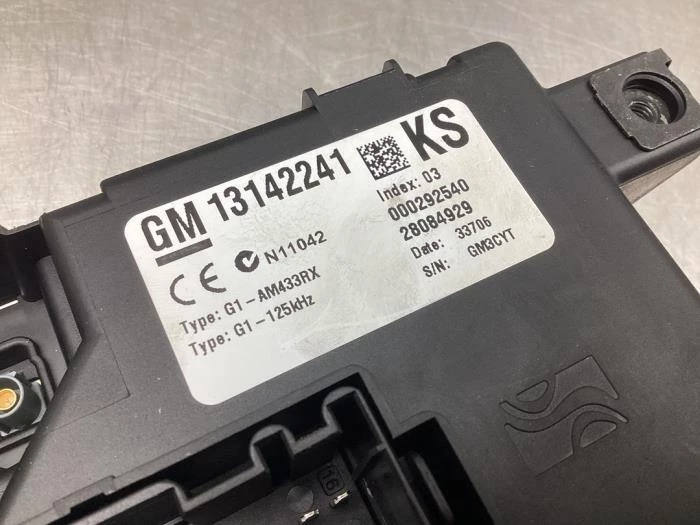 GM 13142241 KS
Index: 03
000292540
28084929
CE N11042
Date: 33706
Type: G1-AM433RX
S/N: GM3CYT
Type: G1-125kHz
16